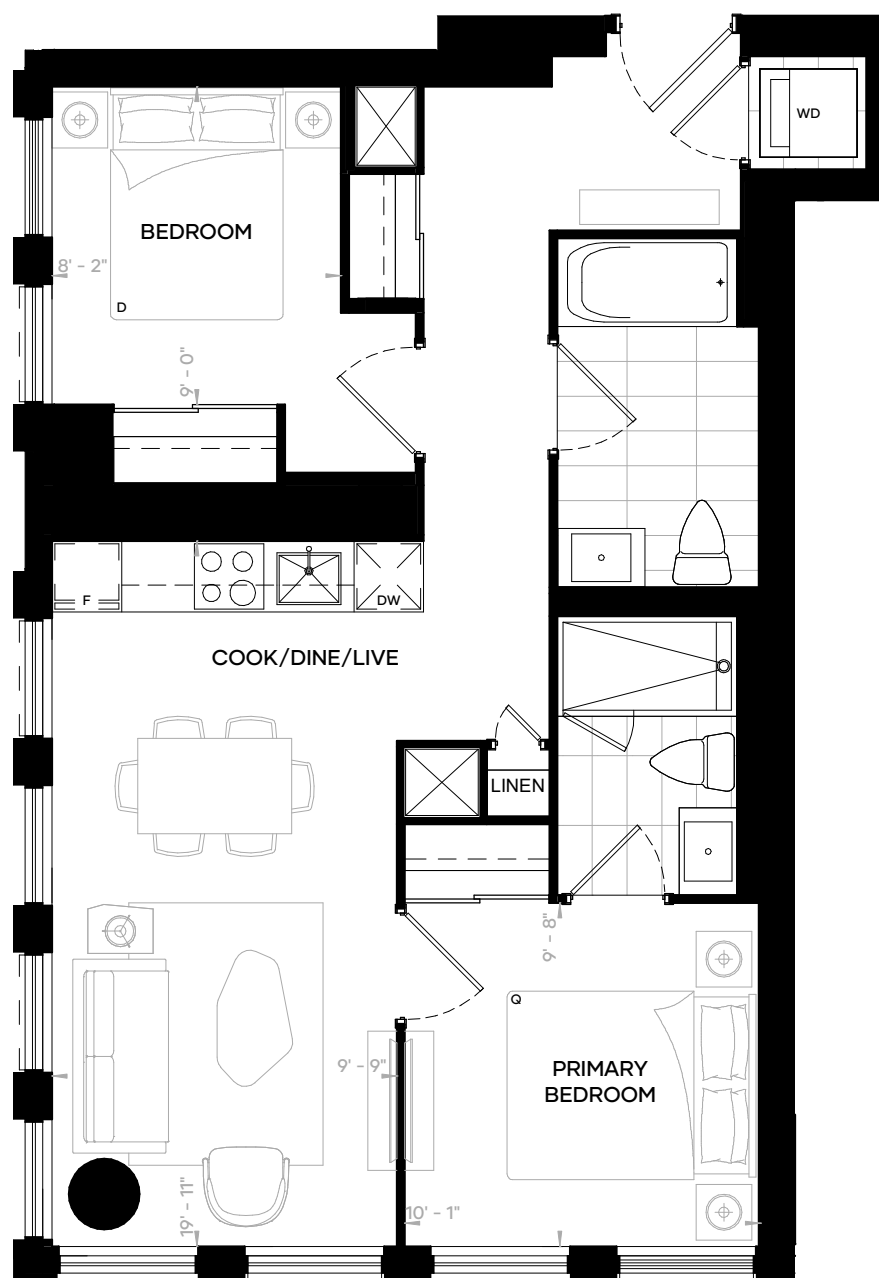 WD
BEDROOM
8' - 2"
D
9' - 0"
F
DW
COOK/DINE/LIVE
LINEN
9' - 8"
Q
9' - 9"
PRIMARY
BEDROOM
19' - 11"
10' - 1"